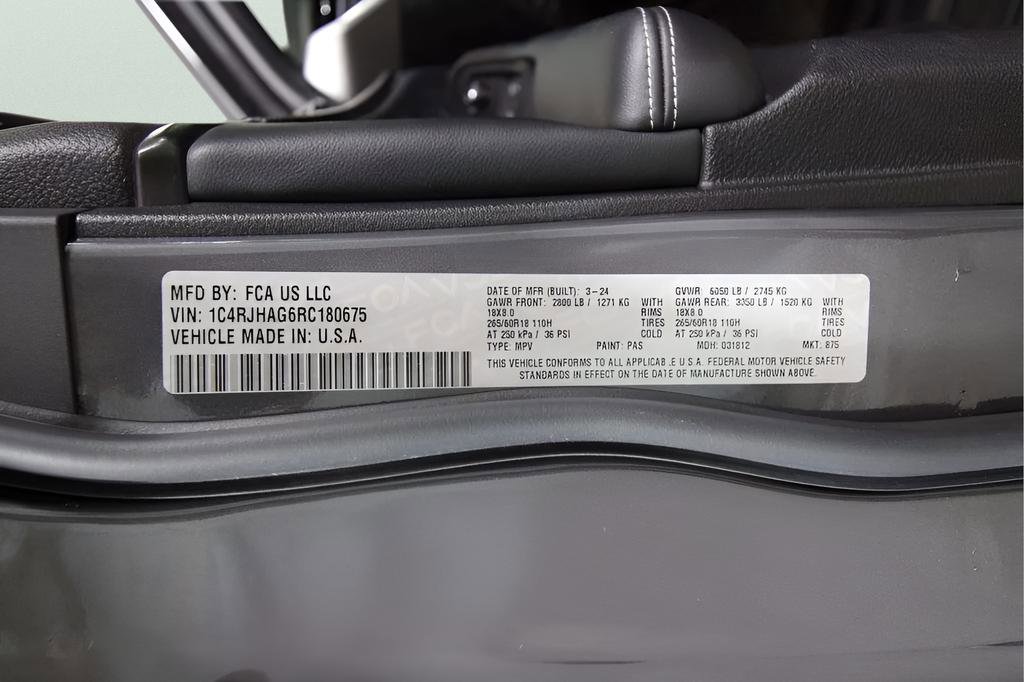 MFD BY: FCA US LLC
VIN: 1C4RJHAG6RC180675
VEHICLE MADE IN: U.S.A.
DATE OF MFR (BUILT): 3-24
GAWR FRONT: 2800 LB / 1271 KG WITH
18X8.0 RIMS
265/60R18 110H TIRES
AT 250 kPa / 36 PSI COLD
TYPE: MPV PAINT: PAS
GVWR: 6050 LB / 2745 KG
GAWR REAR: 3350 LB / 1520 KG WITH
18X8.0 RIMS
265/60R18 110H TIRES
AT 250 kPa / 36 PSI COLD
MDH: 031812 MKT: 875
THIS VEHICLE CONFORMS TO ALL APPLICABLE U.S.A. FEDERAL MOTOR VEHICLE SAFETY
STANDARDS IN EFFECT ON THE DATE OF MANUFACTURE SHOWN ABOVE.